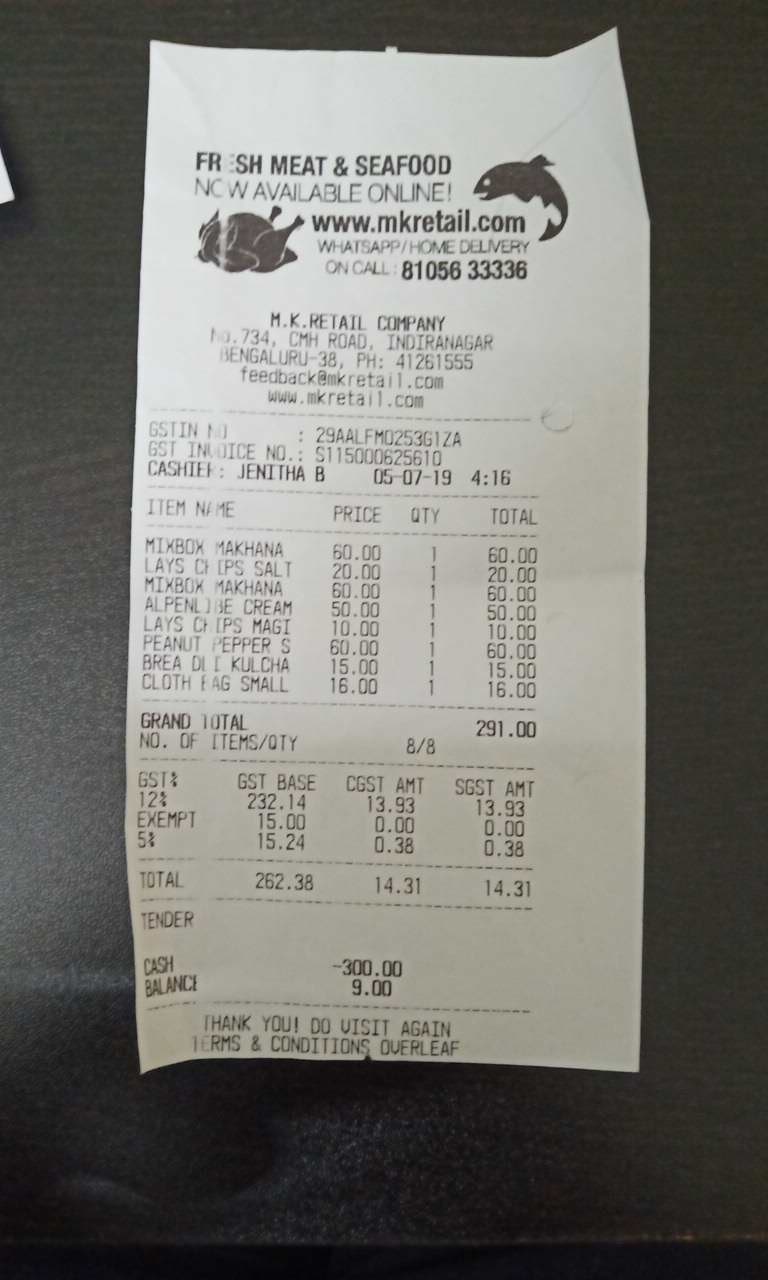 FRESH MEAT & SEAFOOD
NOW AVAILABLE ONLINE!
www.mkretail.com
WHATSAPP/HOME DELIVERY
ON CALL : 81056 33336
M.K.RETAIL COMPANY
No.734, CMH ROAD, INDIRANAGAR
BENGALURU-38, PH: 41261555
feedback@mkretail.com
www.mkretail.com
GSTIN NO : 29AALFM0253G1ZA
GST INVOICE NO.: S115000625610
CASHIER: JENITHA B 05-07-19 4:16
ITEM NAME PRICE QTY TOTAL
MIXBOX MAKHANA 60.00 1 60.00
LAYS CHIPS SALT 20.00 1 20.00
MIXBOX MAKHANA 60.00 1 60.00
ALPENLIBE CREAM 50.00 1 50.00
LAYS CHIPS MAGI 10.00 1 10.00
PEANUT PEPPER S 60.00 1 60.00
BREA DLI KULCHA 15.00 1 15.00
CLOTH BAG SMALL 16.00 1 16.00
GRAND TOTAL 291.00
NO. OF ITEMS/QTY 8/8
GST% GST BASE CGST AMT SGST AMT
12% 232.14 13.93 13.93
EXEMPT 15.00 0.00 0.00
5% 15.24 0.38 0.38
TOTAL 262.38 14.31 14.31
TENDER
CASH -300.00
BALANCE 9.00
THANK YOU! DO VISIT AGAIN
TERMS & CONDITIONS OVERLEAF